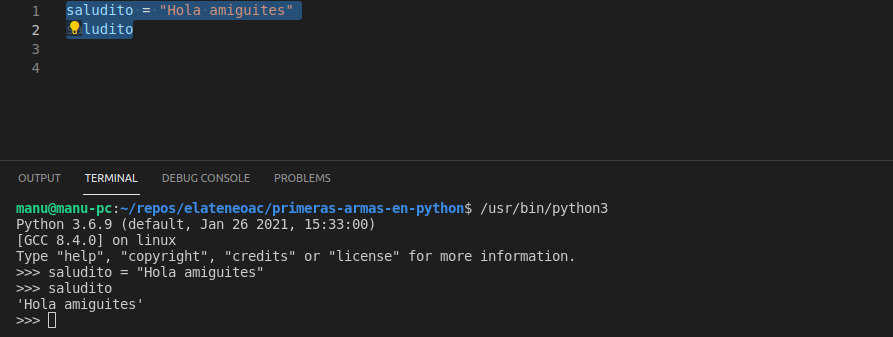 1 saludito = "Hola amiguites"
2 ludito
3
4
OUTPUT TERMINAL DEBUG CONSOLE PROBLEMS
manu@manu-pc:~/repos/elateneoac/primeras-armas-en-python$ /usr/bin/python3
Python 3.6.9 (default, Jan 26 2021, 15:33:00)
[GCC 8.4.0] on linux
Type "help", "copyright", "credits" or "license" for more information.
>>> saludito = "Hola amiguites"
>>> saludito
'Hola amiguites'
>>>